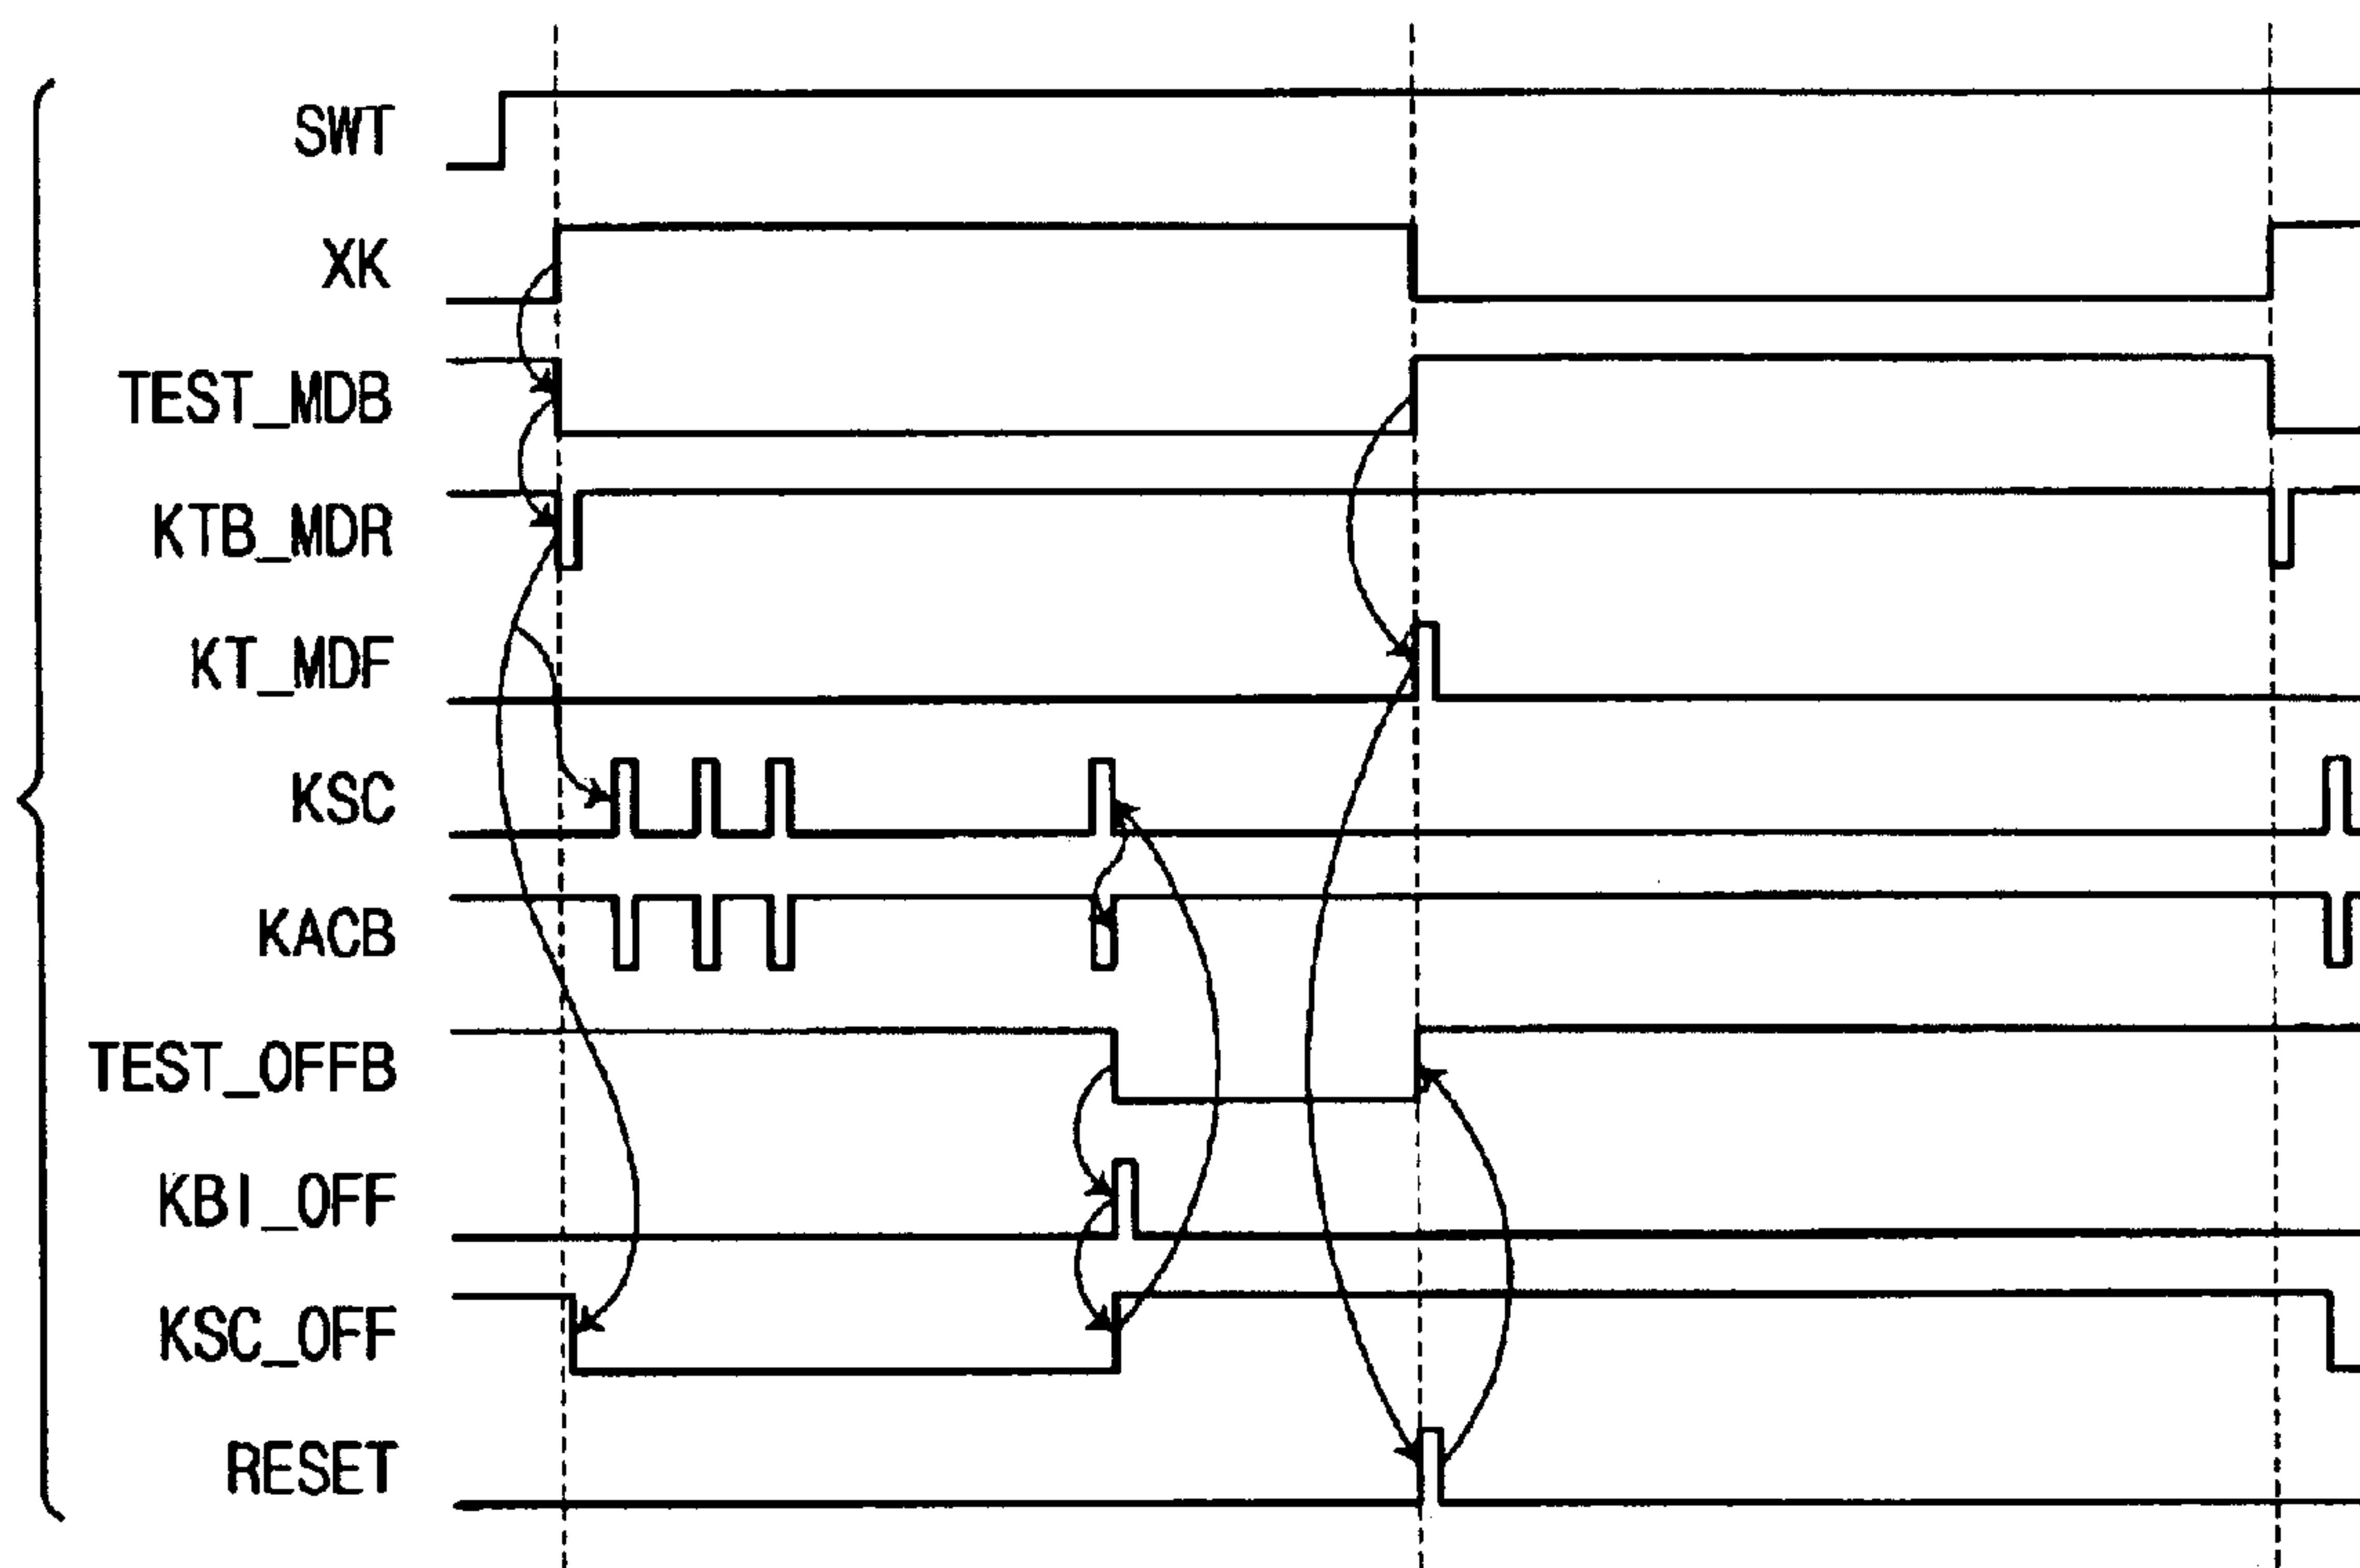 SWT
XK
TEST_MDB
KTB_MDR
KT_MDF
KSC
KACB
TEST_OFFB
KBI_OFF
KSC_OFF
RESET